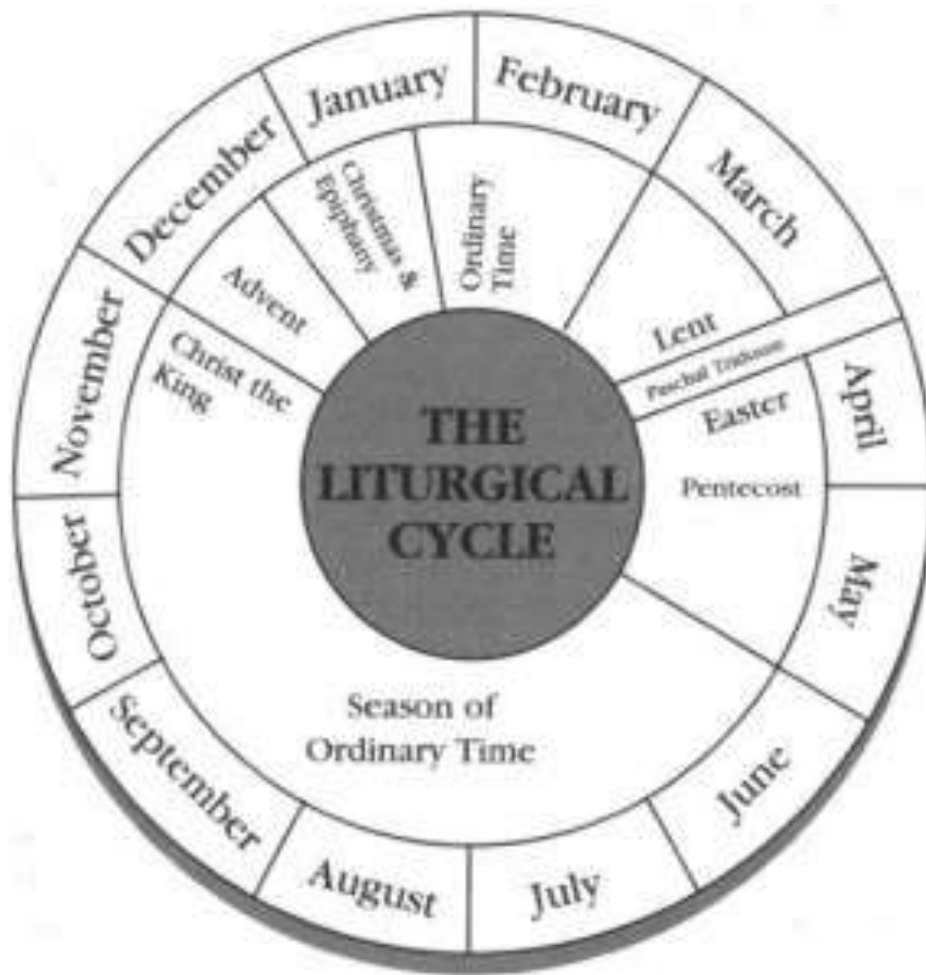 January
February
March
April
May
June
July
August
September
October
November
December
Christmas &
Epiphany
Ordinary
Time
Lent
Paschal Triduum
Easter
Pentecost
Season of
Ordinary Time
Christ the
King
Advent
THE
LITURGICAL
CYCLE